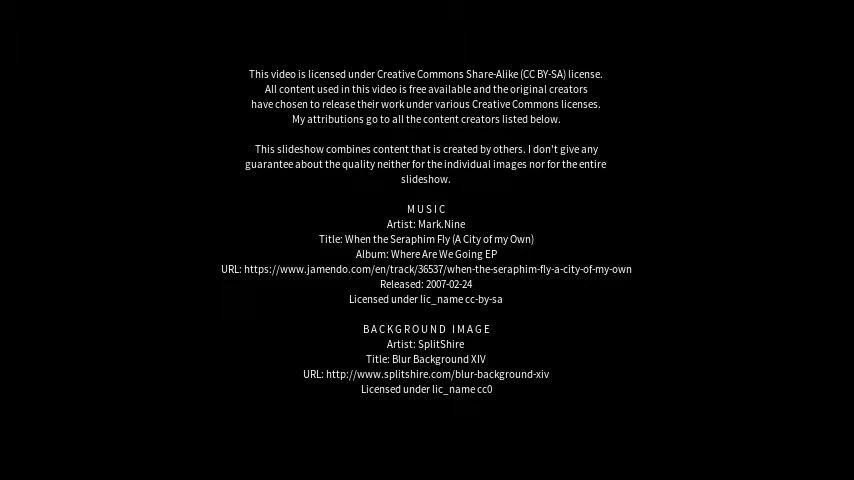 This video is licensed under Creative Commons Share-Alike (CC BY-SA) license.
All content used in this video is free available and the original creators
have chosen to release their work under various Creative Commons licenses.
My attributions go to all the content creators listed below.
This slideshow combines content that is created by others. I don't give any
guarantee about the quality neither for the individual images nor for the entire
slideshow.
MUSIC
Artist: Mark.Nine
Title: When the Seraphim Fly (A City of my Own)
Album: Where Are We Going EP
URL: https://www.jamendo.com/en/track/36537/when-the-seraphim-fly-a-city-of-my-own
Released: 2007-02-24
Licensed under lic_name cc-by-sa
BACKGROUND IMAGE
Artist: SplitShire
Title: Blur Background XIV
URL: http://www.splitshire.com/blur-background-xiv
Licensed under lic_name cc0